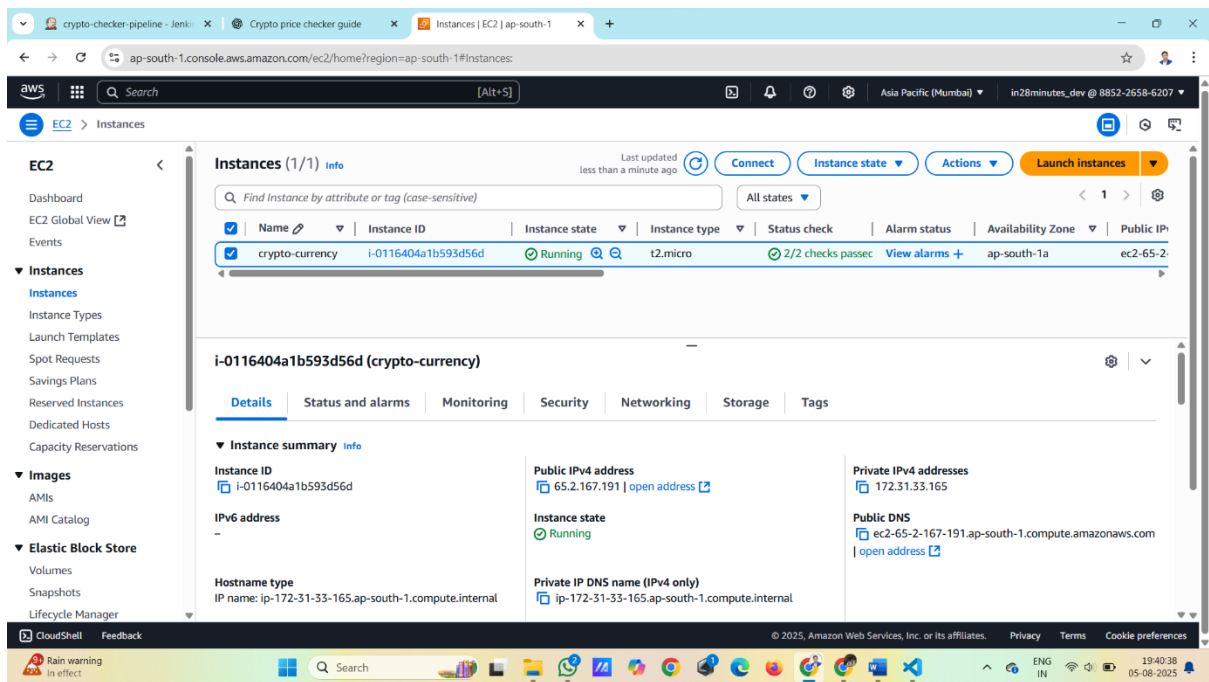 crypto-checker-pipeline - Jenki
Crypto price checker guide
Instances | EC2 | ap-south-1
ap-south-1.console.aws.amazon.com/ec2/home?region=ap-south-1#Instances:
aws
Search
[Alt+S]
Asia Pacific (Mumbai)
in28minutes_dev @ 8852-2658-6207
EC2 > Instances
EC2
Dashboard
EC2 Global View
Events
Instances
Instances
Instance Types
Launch Templates
Spot Requests
Savings Plans
Reserved Instances
Dedicated Hosts
Capacity Reservations
Images
AMIs
AMI Catalog
Elastic Block Store
Volumes
Snapshots
Lifecycle Manager
Instances (1/1) Info
Last updated
less than a minute ago
Connect
Instance state
Actions
Launch instances
Find Instance by attribute or tag (case-sensitive)
All states
1
Name Instance ID Instance state Instance type Status check Alarm status Availability Zone Public IPv
crypto-currency i-0116404a1b593d56d Running t2.micro 2/2 checks passec View alarms + ap-south-1a ec2-65-2-
i-0116404a1b593d56d (crypto-currency)
Details Status and alarms Monitoring Security Networking Storage Tags
Instance summary Info
Instance ID
i-0116404a1b593d56d
Public IPv4 address
65.2.167.191 | open address
Private IPv4 addresses
172.31.33.165
IPv6 address
–
Instance state
Running
Public DNS
ec2-65-2-167-191.ap-south-1.compute.amazonaws.com
| open address
Hostname type
IP name: ip-172-31-33-165.ap-south-1.compute.internal
Private IP DNS name (IPv4 only)
ip-172-31-33-165.ap-south-1.compute.internal
CloudShell Feedback
© 2025, Amazon Web Services, Inc. or its affiliates. Privacy Terms Cookie preferences
Rain warning
In effect
Search
ENG
IN
19:40:38
05-08-2025